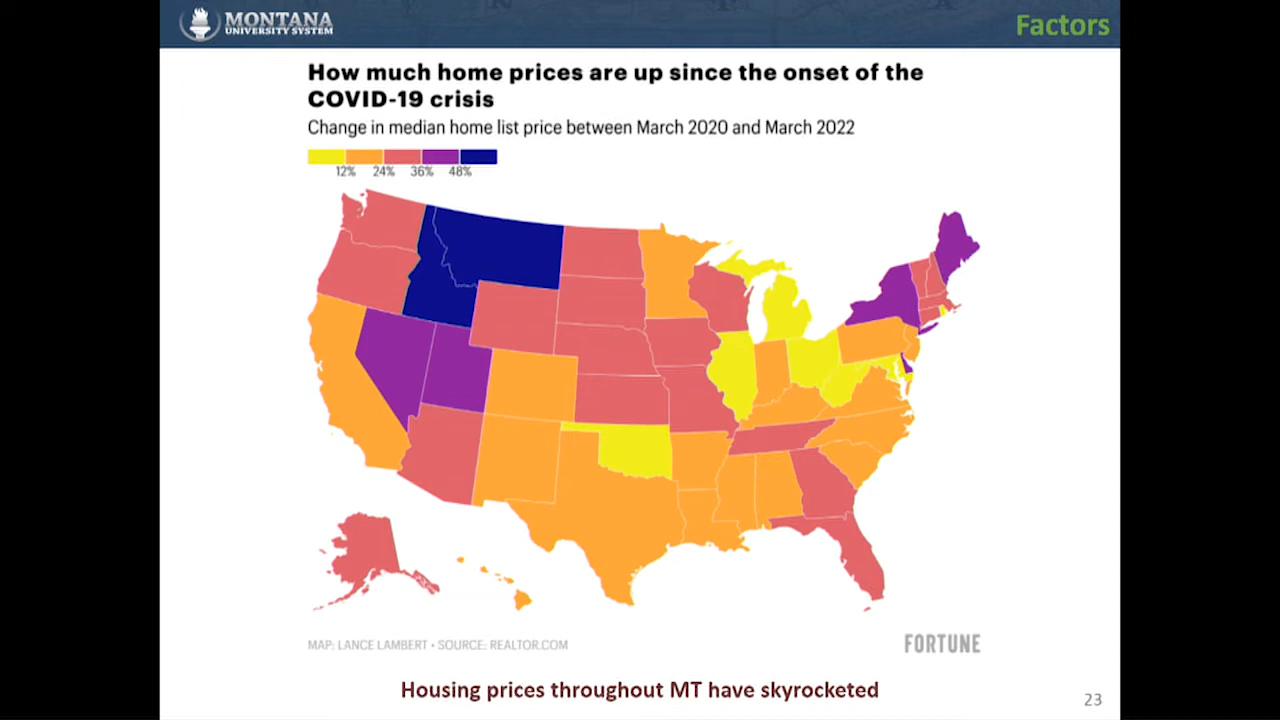 MONTANA
UNIVERSITY SYSTEM
Factors
How much home prices are up since the onset of the
COVID-19 crisis
Change in median home list price between March 2020 and March 2022
12% 24% 36% 48%
MAP: LANCE LAMBERT • SOURCE: REALTOR.COM
FORTUNE
Housing prices throughout MT have skyrocketed
23